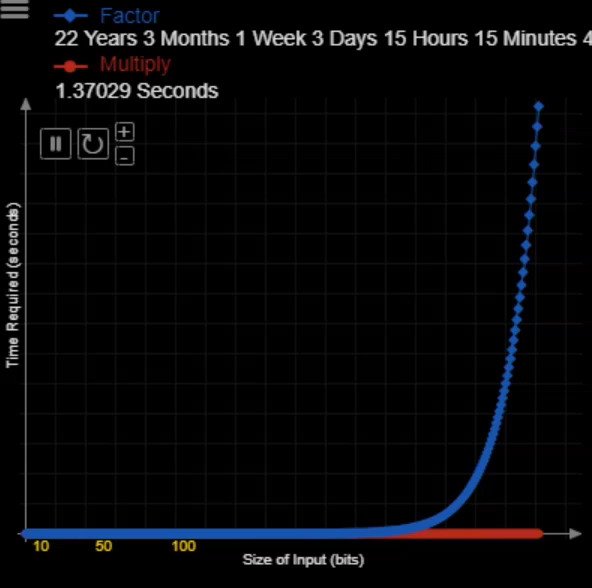 Factor
22 Years 3 Months 1 Week 3 Days 15 Hours 15 Minutes 4
Multiply
1.37029 Seconds
+
-
Time Required (seconds)
10 50 100
Size of Input (bits)